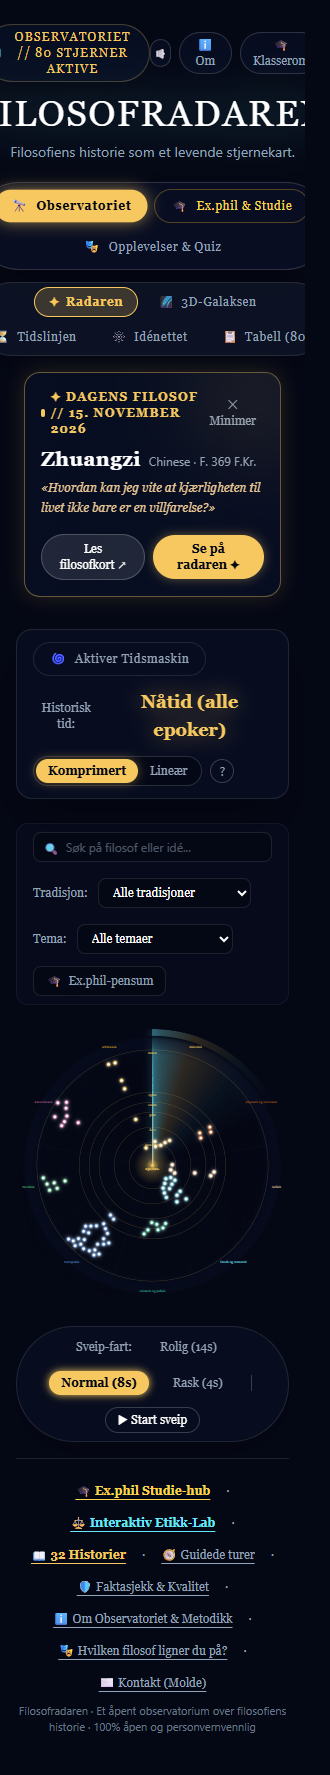 OBSERVATORIET
// 80 STJERNER
AKTIVE
Om
Klasserom
FILOSOFRADAREN
Filosofiens historie som et levende stjernekart.
Observatoriet
Ex.phil & Studie
Opplevelser & Quiz
✦ Radaren
3D-Galaksen
Tidslinjen
Idénettet
Tabell (80
✦ DAGENS FILOSOF
// 15. NOVEMBER
2026
×
Minimer
Zhuangzi Chinese · F. 369 F.Kr.
«Hvordan kan jeg vite at kjærligheten til
livet ikke bare er en villfarelse?»
Les
filosofkort ↗
Se på
radaren ✦
Aktiver Tidsmaskin
Historisk
tid:
Nåtid (alle
epoker)
Komprimert
Lineær
?
Søk på filosof eller idé...
Tradisjon:
Alle tradisjoner
Tema:
Alle temaer
Ex.phil-pensum
Sveip-fart:
Rolig (14s)
Normal (8s)
Rask (4s)
▶ Start sveip
Ex.phil Studie-hub ·
Interaktiv Etikk-Lab ·
32 Historier · Guidede turer ·
Faktasjekk & Kvalitet ·
Om Observatoriet & Metodikk ·
Hvilken filosof ligner du på? ·
Kontakt (Molde)
Filosofradaren · Et åpent observatorium over filosofiens
historie · 100% åpen og personvernvennlig